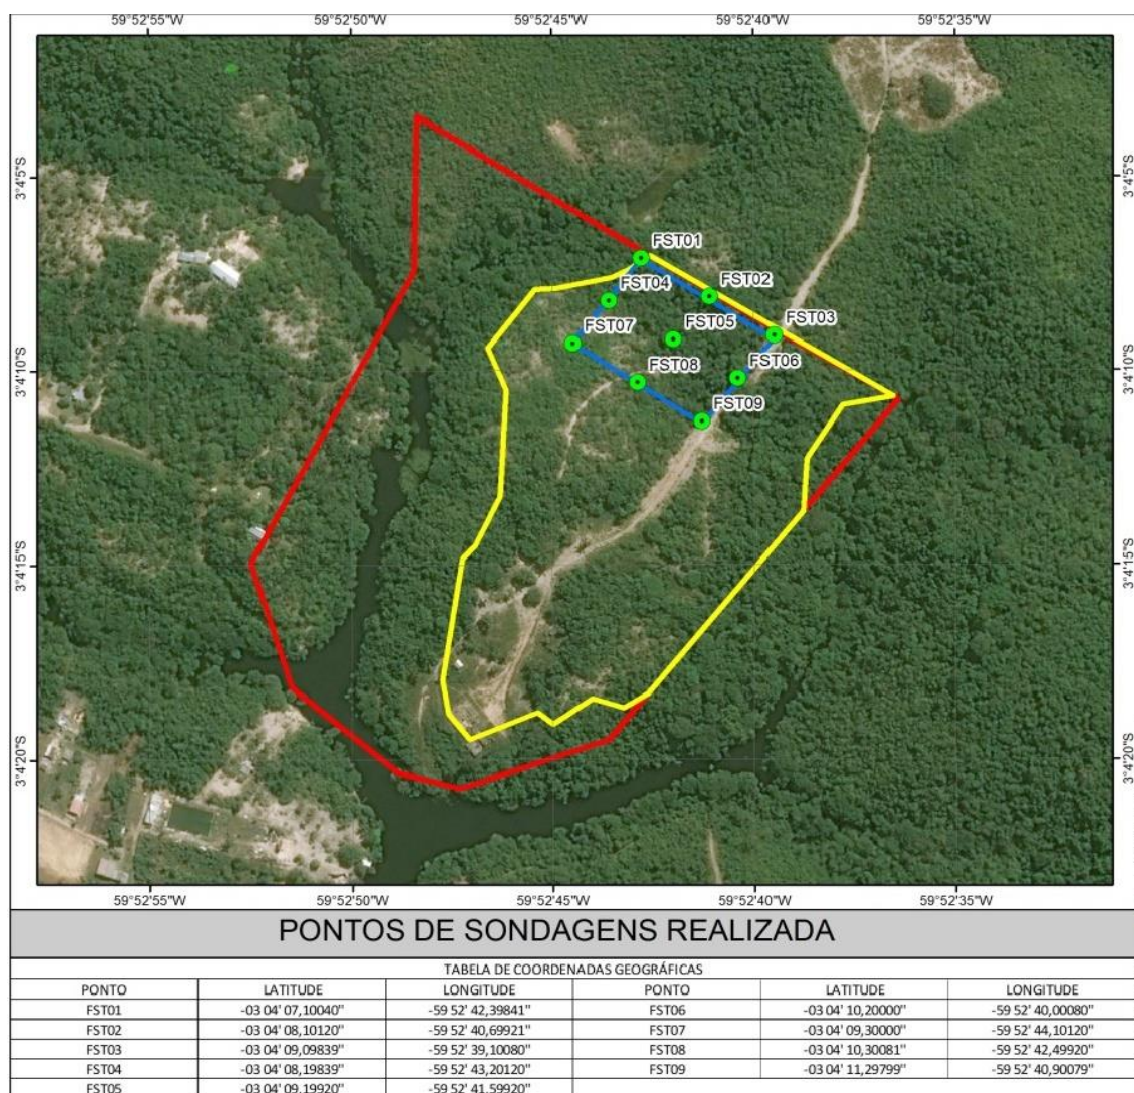 59°52'55"W 59°52'50"W 59°52'45"W 59°52'40"W 59°52'35"W
3°4'5"S 3°4'5"S
FST01
FST04 FST02
FST07 FST05 FST03
3°4'10"S FST08 FST06 3°4'10"S
FST09
3°4'15"S 3°4'15"S
3°4'20"S 3°4'20"S
59°52'55"W 59°52'50"W 59°52'45"W 59°52'40"W 59°52'35"W
PONTOS DE SONDAGENS REALIZADA
TABELA DE COORDENADAS GEOGRÁFICAS
PONTO LATITUDE LONGITUDE PONTO LATITUDE LONGITUDE
FST01 -03 04' 07,10040" -59 52' 42,39841" FST06 -03 04' 10,20000" -59 52' 40,00080"
FST02 -03 04' 08,10120" -59 52' 40,69921" FST07 -03 04' 09,30000" -59 52' 44,10120"
FST03 -03 04' 09,09839" -59 52' 39,10080" FST08 -03 04' 10,30081" -59 52' 42,49920"
FST04 -03 04' 08,19839" -59 52' 43,20120" FST09 -03 04' 11,29799" -59 52' 40,90079"
FST05 -03 04' 09,19920" -59 52' 41,59920"